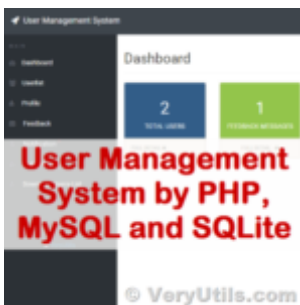 User Management System
Dashboard
Dashboard
Userlist
Profile
Feedback
2
TOTAL USERS
1
FEEDBACK MESSAGES
User Management
System by PHP,
MySQL and SQLite
© VeryUtils.com